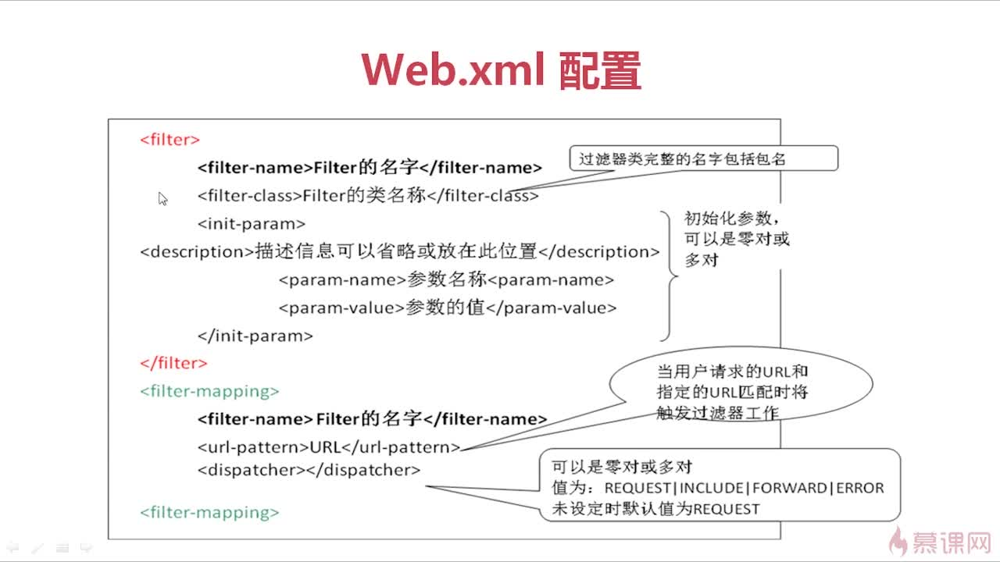 Web.xml 配置
<filter>
<filter-name>Filter的名字</filter-name>
过滤器类完整的名字包括包名
<filter-class>Filter的类名称</filter-class>
<init-param>
初始化参数，
可以是零对或
多对
<description>描述信息可以省略或放在此位置</description>
<param-name>参数名称<param-name>
<param-value>参数的值</param-value>
</init-param>
</filter>
当用户请求的URL和
指定的URL匹配时将
触发过滤器工作
<filter-mapping>
<filter-name>Filter的名字</filter-name>
<url-pattern>URL</url-pattern>
<dispatcher></dispatcher>
可以是零对或多对
值为：REQUEST|INCLUDE|FORWARD|ERROR
未设定时默认值为REQUEST
<filter-mapping>
慕课网